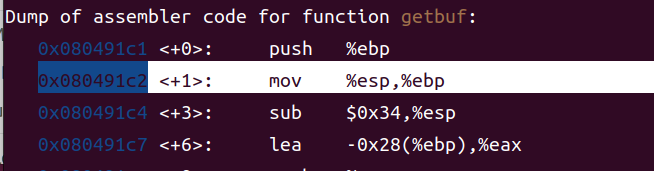 Dump of assembler code for function getbuf:
0x080491c1 <+0>: push %ebp
0x080491c2 <+1>: mov %esp,%ebp
0x080491c4 <+3>: sub $0x34,%esp
0x080491c7 <+6>: lea -0x28(%ebp),%eax